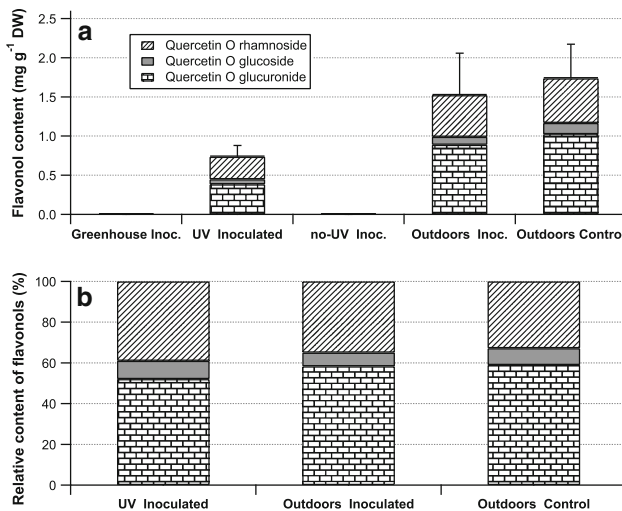 a
Flavonol content (mg g-1 DW)
2.5
2.0
1.5
1.0
0.5
0.0
Quercetin O rhamnoside
Quercetin O glucoside
Quercetin O glucuronide
Greenhouse Inoc. UV Inoculated no-UV Inoc. Outdoors Inoc. Outdoors Control
b
Relative content of flavonols (%)
100
80
60
40
20
0
UV Inoculated Outdoors Inoculated Outdoors Control